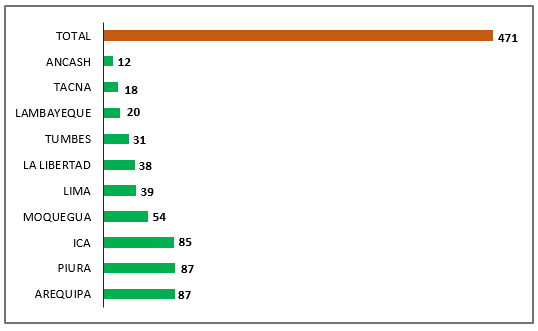 TOTAL 471
ANCASH 12
TACNA 18
LAMBAYEQUE 20
TUMBES 31
LA LIBERTAD 38
LIMA 39
MOQUEGUA 54
ICA 85
PIURA 87
AREQUIPA 87